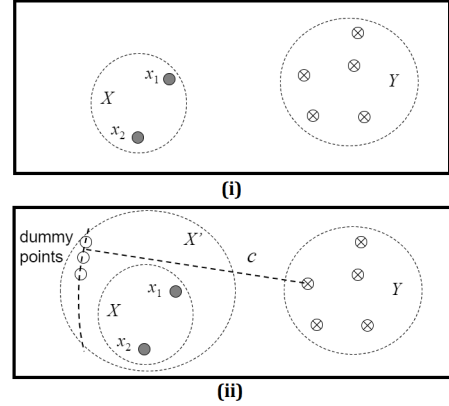 x₁
X
x₂
Y
(i)
dummy
points
X'
c
x₁
X
x₂
Y
(ii)